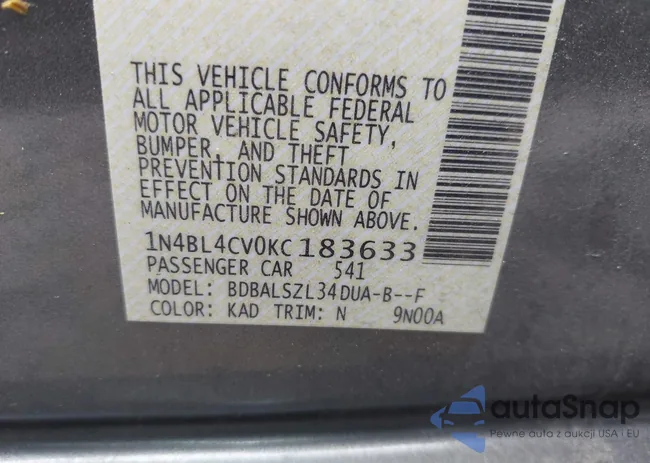 THIS VEHICLE CONFORMS TO
ALL APPLICABLE FEDERAL
MOTOR VEHICLE SAFETY,
BUMPER, AND THEFT
PREVENTION STANDARDS IN
EFFECT ON THE DATE OF
MANUFACTURE SHOWN ABOVE.
1N4BL4CV0KC183633
PASSENGER CAR 541
MODEL: BDBALSZL34DUA-B--F
COLOR: KAD TRIM: N 9N00A
autaSnap
Pewne auta z aukcji USA i EU